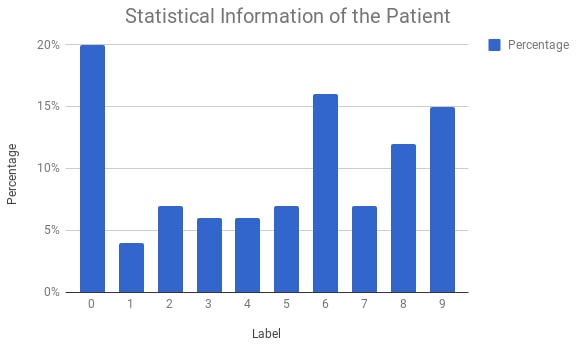 Statistical Information of the Patient
Percentage
20%
15%
10%
5%
0%
Percentage
0 1 2 3 4 5 6 7 8 9
Label